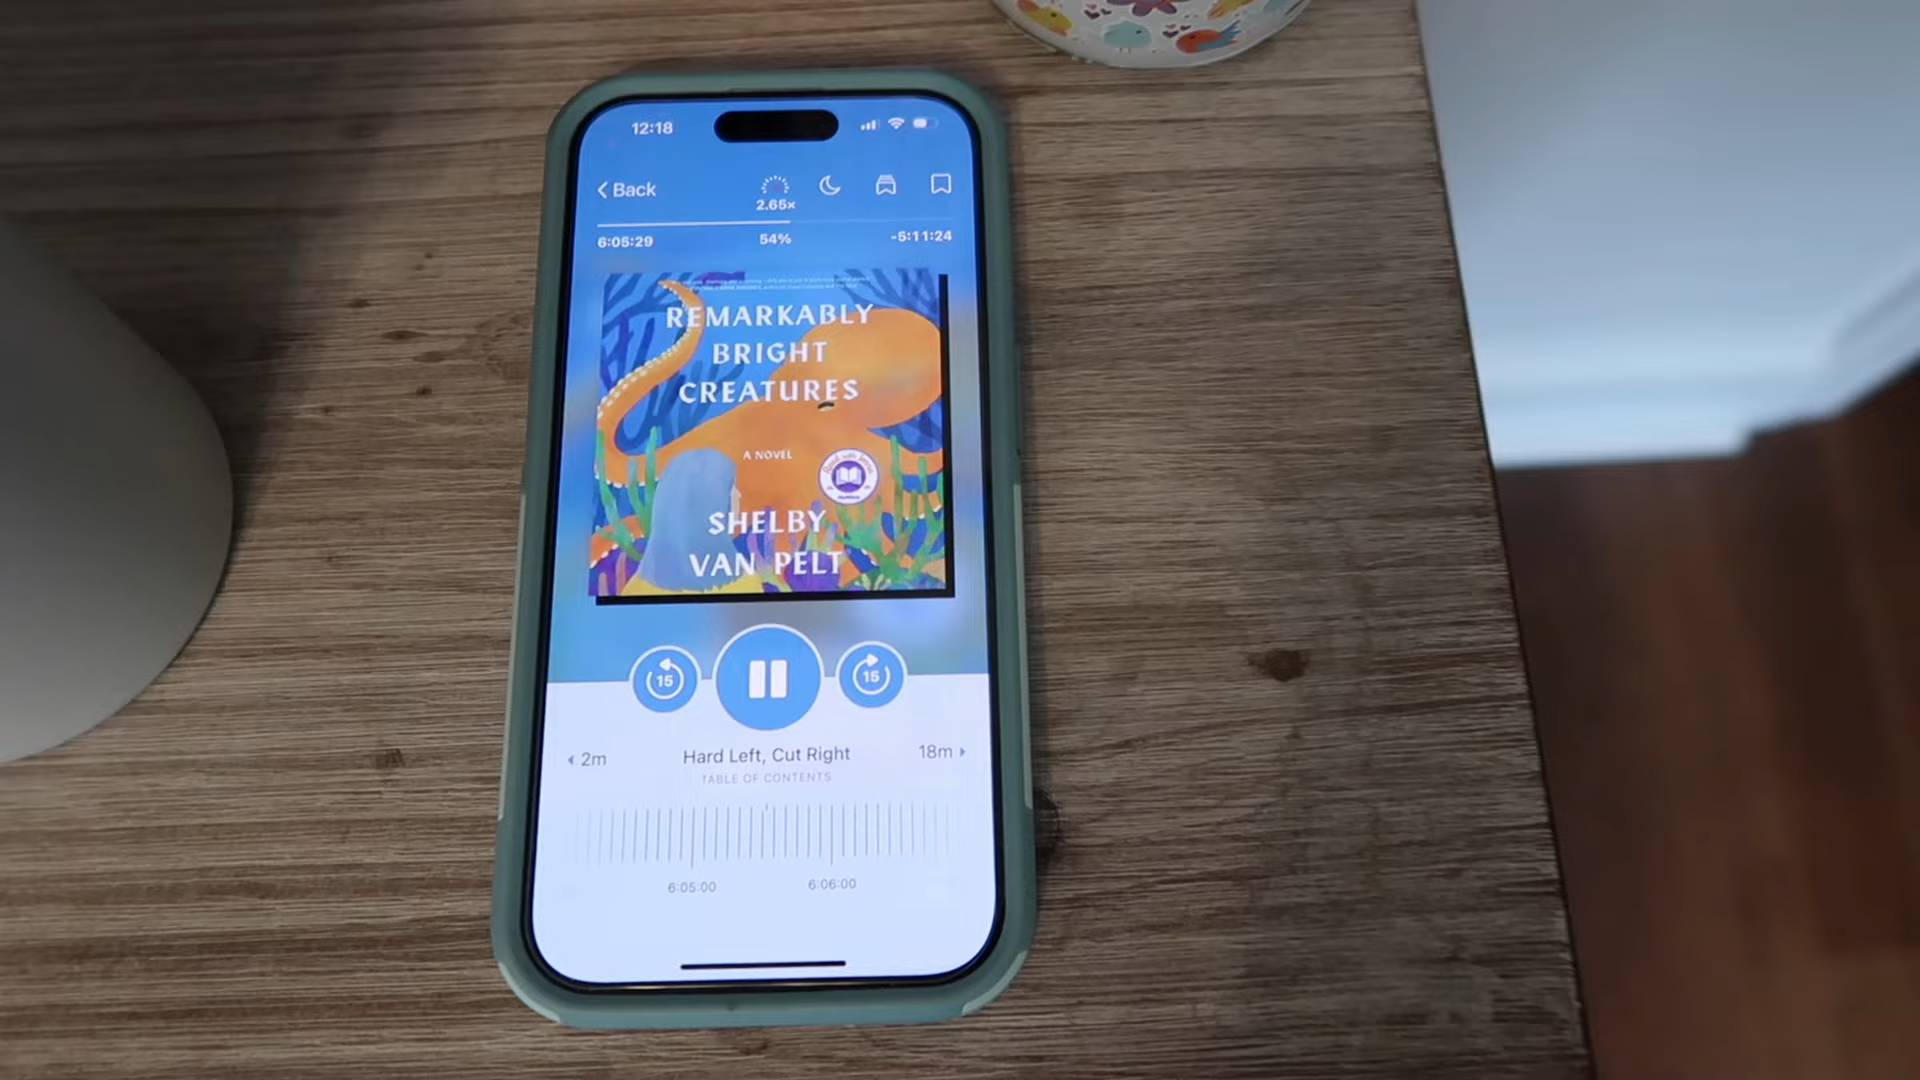 12:18
Back
2.65×
6:05:29 54% -5:11:24
REMARKABLY
BRIGHT
CREATURES
A NOVEL
SHELBY
VAN PELT
15 15
2m Hard Left, Cut Right 18m
TABLE OF CONTENTS
6:05:00 6:06:00